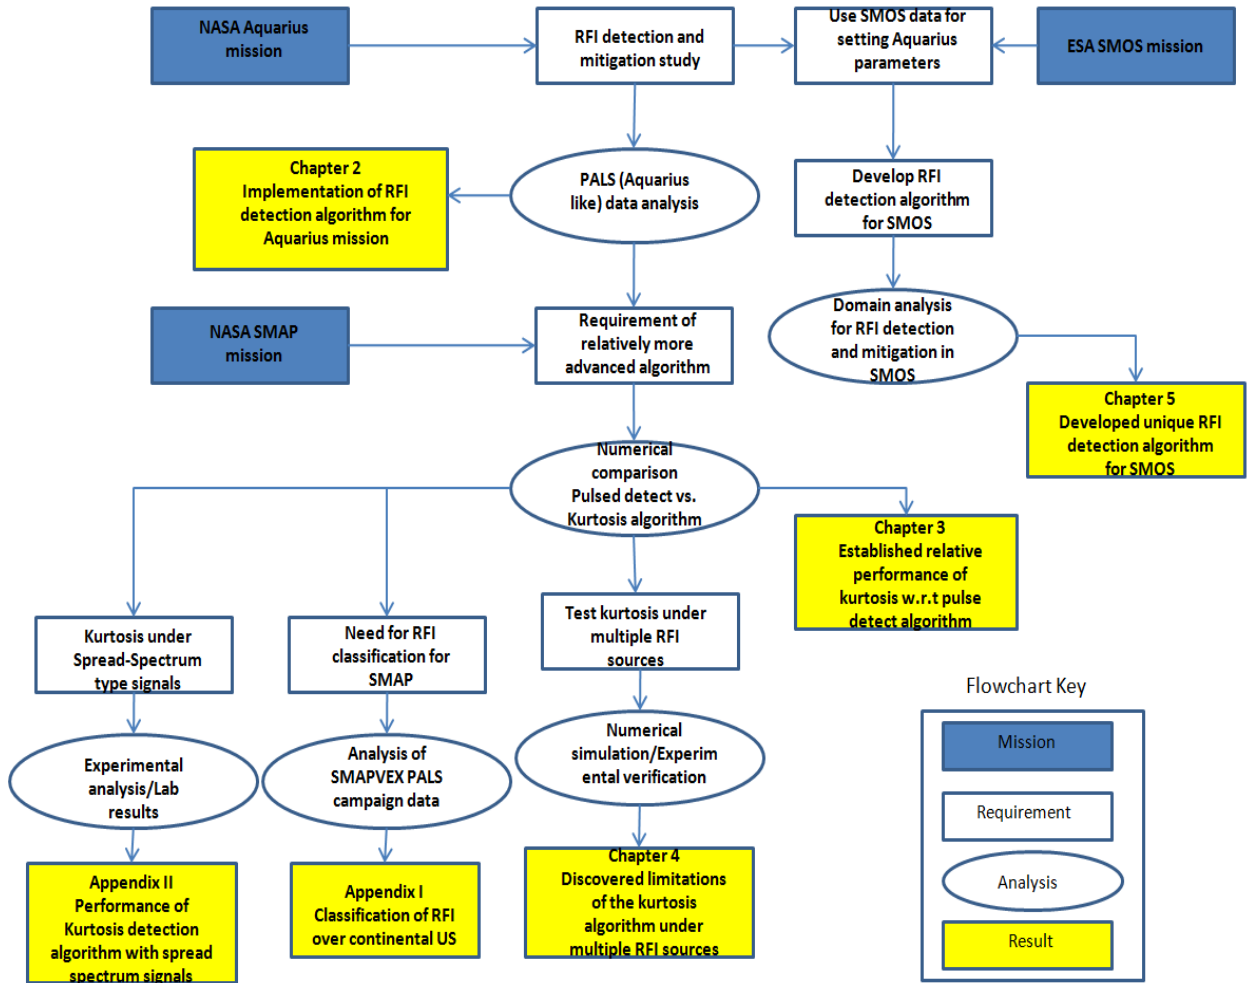 NASA Aquarius
mission
RFI detection and
mitigation study
Use SMOS data for
setting Aquarius
parameters
ESA SMOS mission
Chapter 2
Implementation of RFI
detection algorithm for
Aquarius mission
PALS (Aquarius
like) data analysis
Develop RFI
detection algorithm
for SMOS
NASA SMAP
mission
Requirement of
relatively more
advanced algorithm
Domain analysis
for RFI detection
and mitigation in
SMOS
Chapter 5
Developed unique RFI
detection algorithm
for SMOS
Numerical
comparison
Pulsed detect vs.
Kurtosis algorithm
Chapter 3
Established relative
performance of
kurtosis w.r.t pulse
detect algorithm
Kurtosis under
Spread-Spectrum
type signals
Need for RFI
classification for
SMAP
Test kurtosis under
multiple RFI
sources
Experimental
analysis/Lab
results
Analysis of
SMAPVEX PALS
campaign data
Numerical
simulation/Experim
ental verification
Appendix II
Performance of
Kurtosis detection
algorithm with spread
spectrum signals
Appendix I
Classification of RFI
over continental US
Chapter 4
Discovered limitations
of the kurtosis
algorithm under
multiple RFI sources
Flowchart Key
Mission
Requirement
Analysis
Result